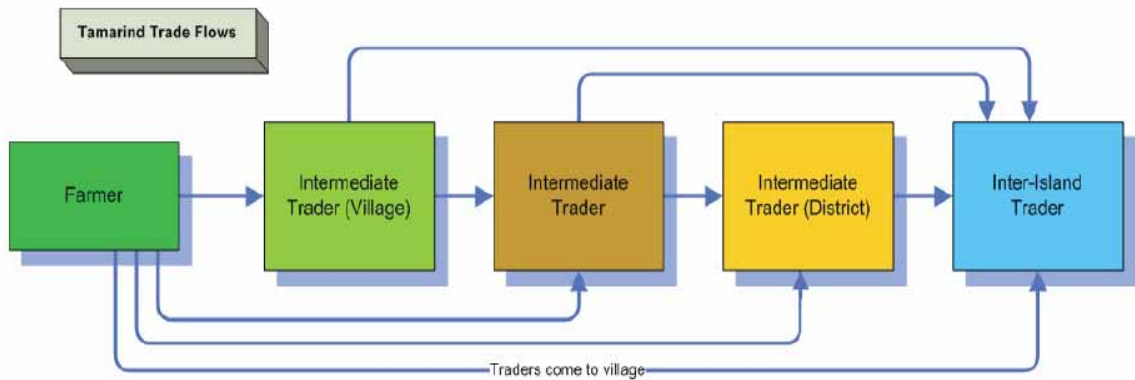 Tamarind Trade Flows
Farmer
Intermediate
Trader (Village)
Intermediate
Trader
Intermediate
Trader (District)
Inter-Island
Trader
Traders come to village